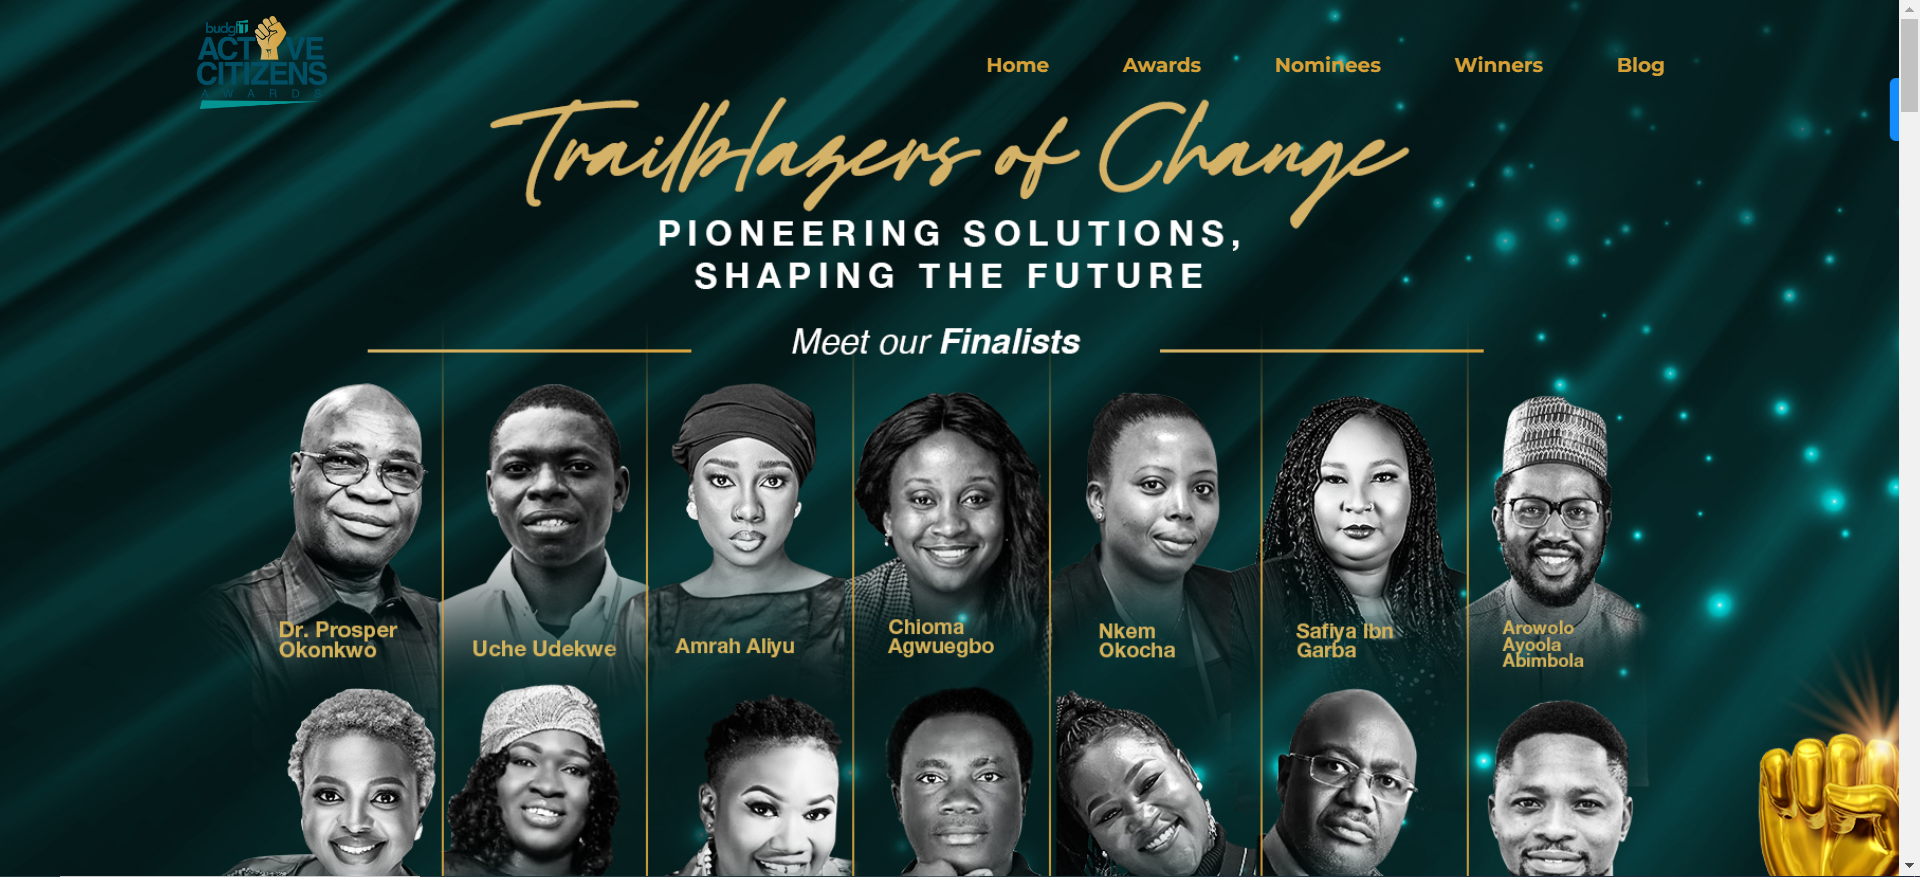 budgIT
ACTIVE
CITIZENS
AWARDS
Home
Awards
Nominees
Winners
Blog
Trailblazers of Change
PIONEERING SOLUTIONS,
SHAPING THE FUTURE
Meet our Finalists
Dr. Prosper
Okonkwo
Uche Udekwe
Amrah Aliyu
Chioma
Agwuegbo
Nkem
Okocha
Safiya Ibn
Garba
Arowolo
Ayoola
Abimbola